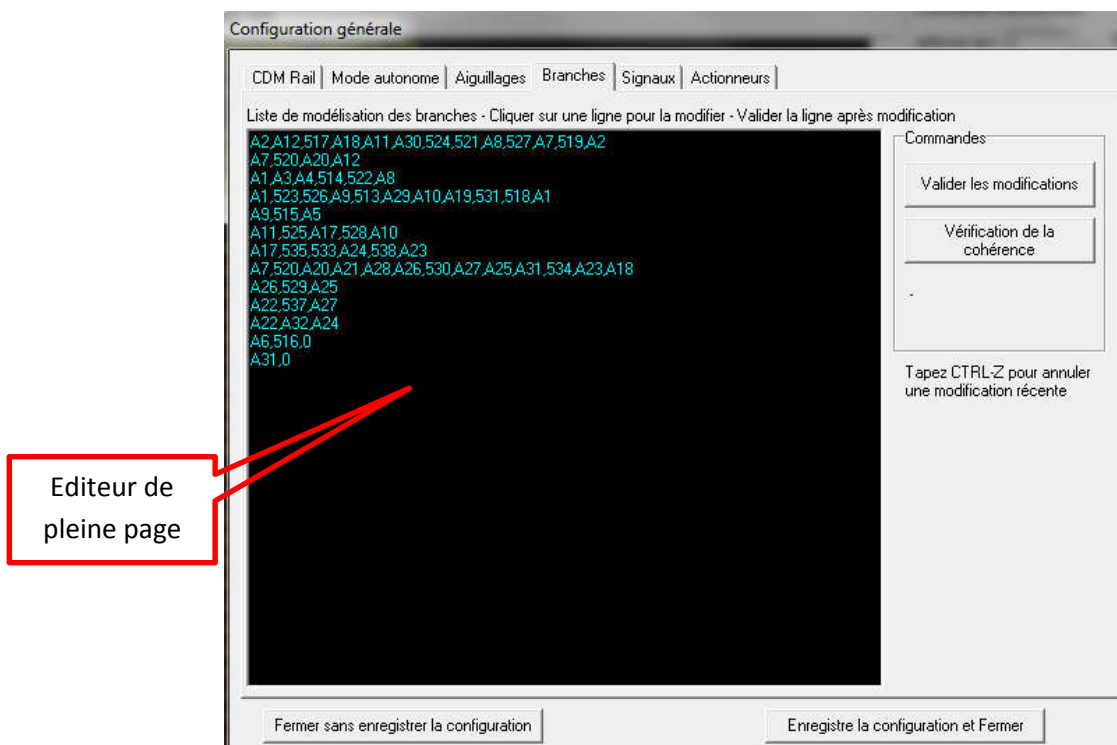 Configuration générale
CDM Rail Mode autonome Aiguillages Branches Signaux Actionneurs
Liste de modélisation des branches - Cliquer sur une ligne pour la modifier - Valider la ligne après modification
A2,A12,517,A18,A11,A30,524,521,A8,527,A7,519,A2
A7,520,A20,A12
A1,A3,A4,514,522,A8
A1,523,526,A9,513,A29,A10,A19,531,518,A1
A9,515,A5
A11,525,A17,528,A10
A17,535,533,A24,538,A23
A7,520,A20,A21,A28,A26,530,A27,A25,A31,534,A23,A18
A26,529,A25
A22,537,A27
A22,A32,A24
A6,516,0
A31,0
Commandes
Valider les modifications
Vérification de la
cohérence
-
Tapez CTRL-Z pour annuler
une modification récente
Editeur de
pleine page
Fermer sans enregistrer la configuration
Enregistre la configuration et Fermer